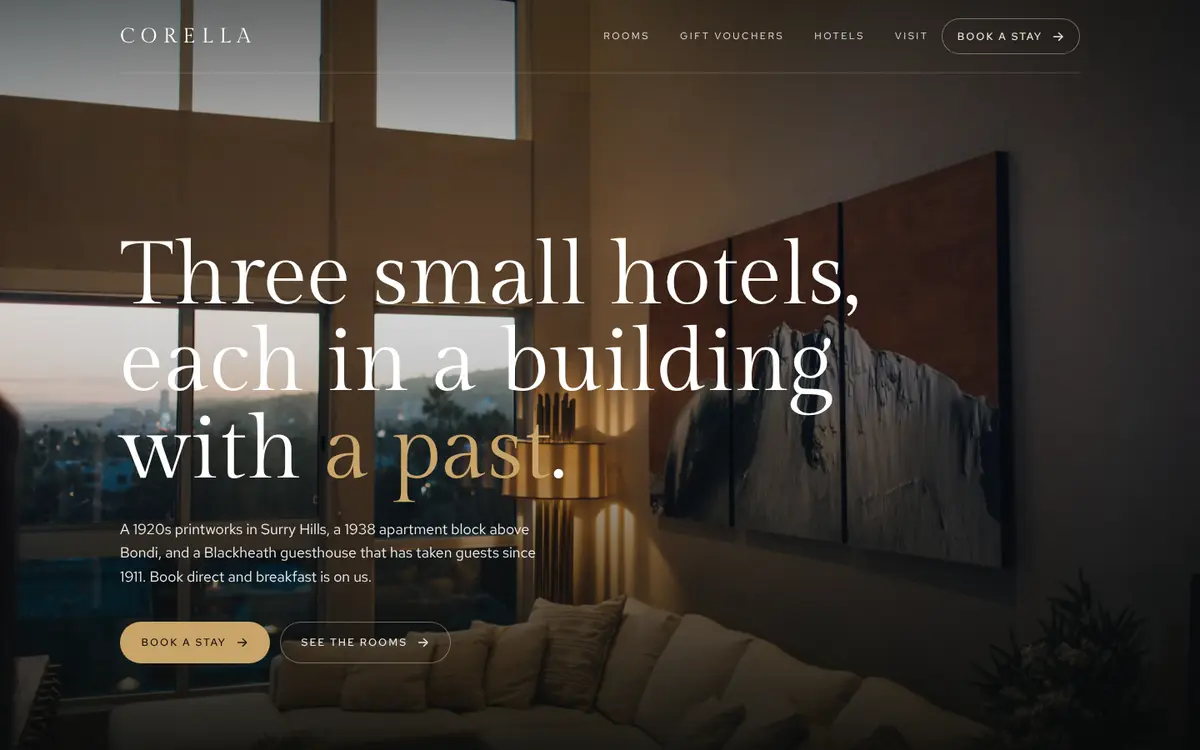 CORELLA
ROOMS
GIFT VOUCHERS
HOTELS
VISIT
BOOK A STAY →
Three small hotels,
each in a building
with a past.
A 1920s printworks in Surry Hills, a 1938 apartment block above
Bondi, and a Blackheath guesthouse that has taken guests since
1911. Book direct and breakfast is on us.
BOOK A STAY →
SEE THE ROOMS →